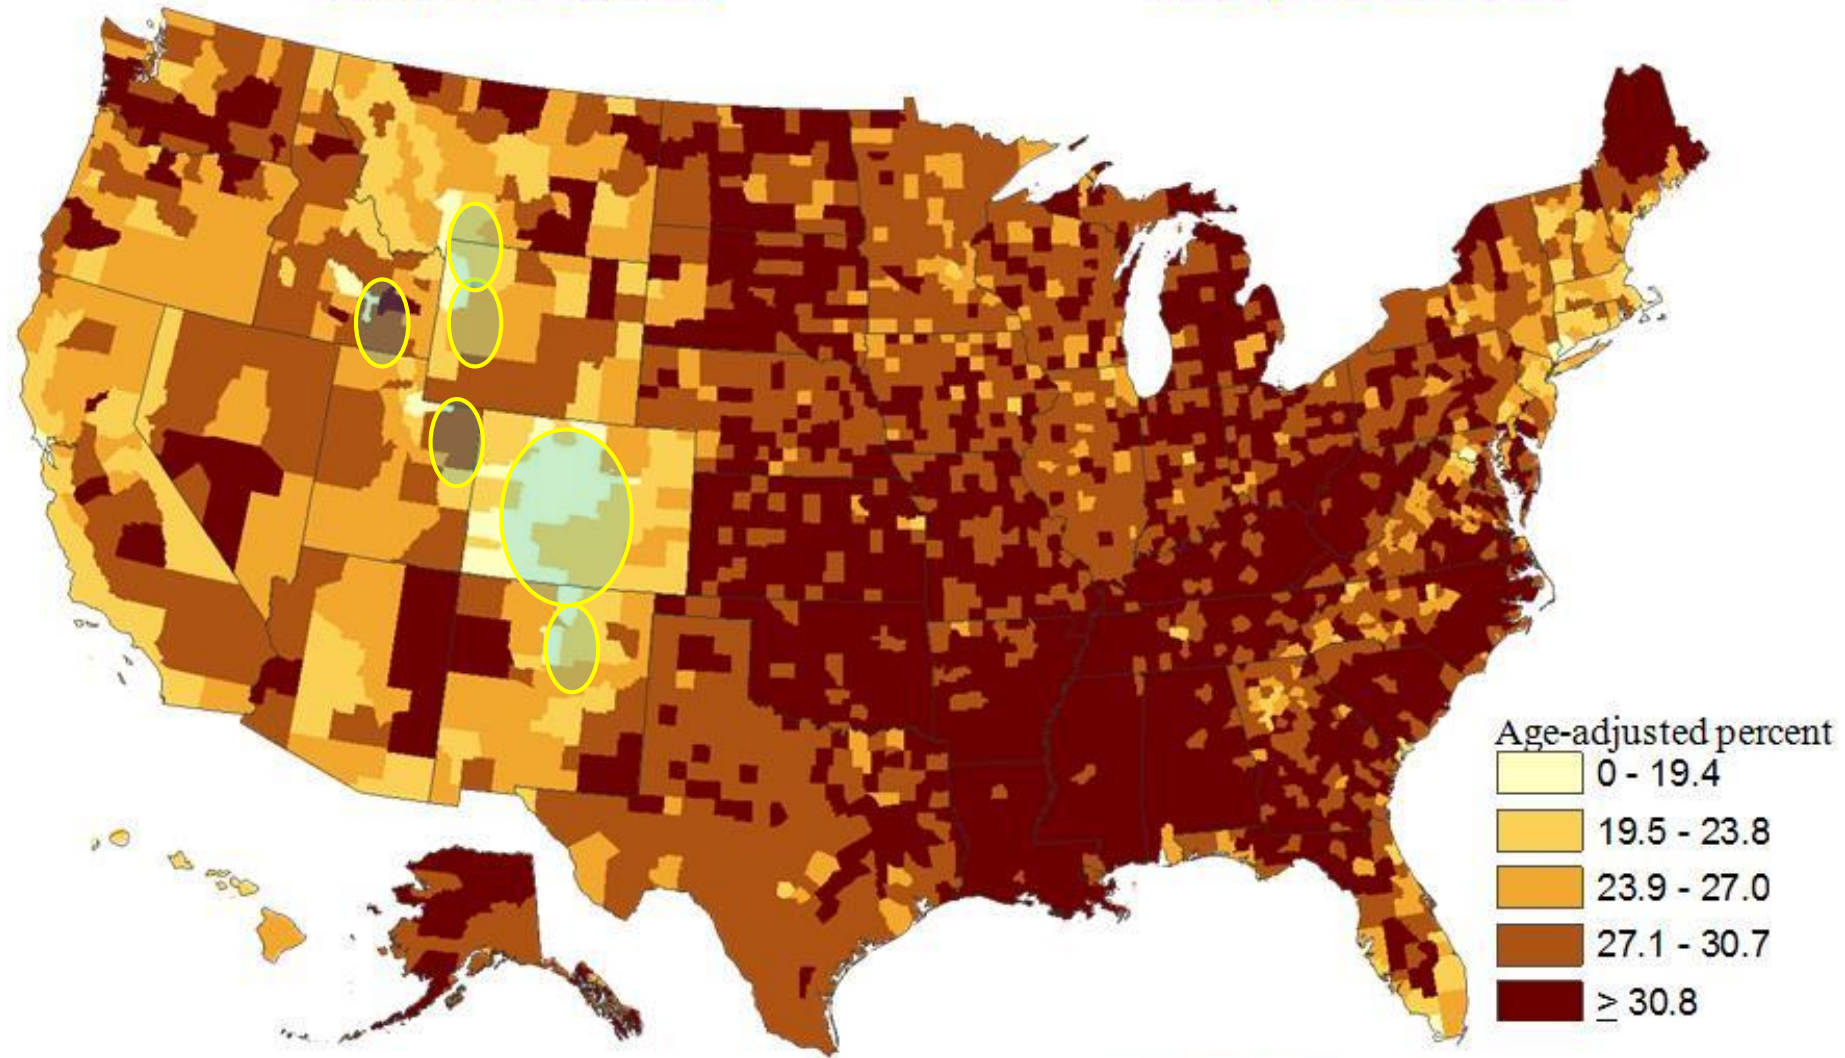 Age-adjusted percent
0 - 19.4
19.5 - 23.8
23.9 - 27.0
27.1 - 30.7
≥ 30.8